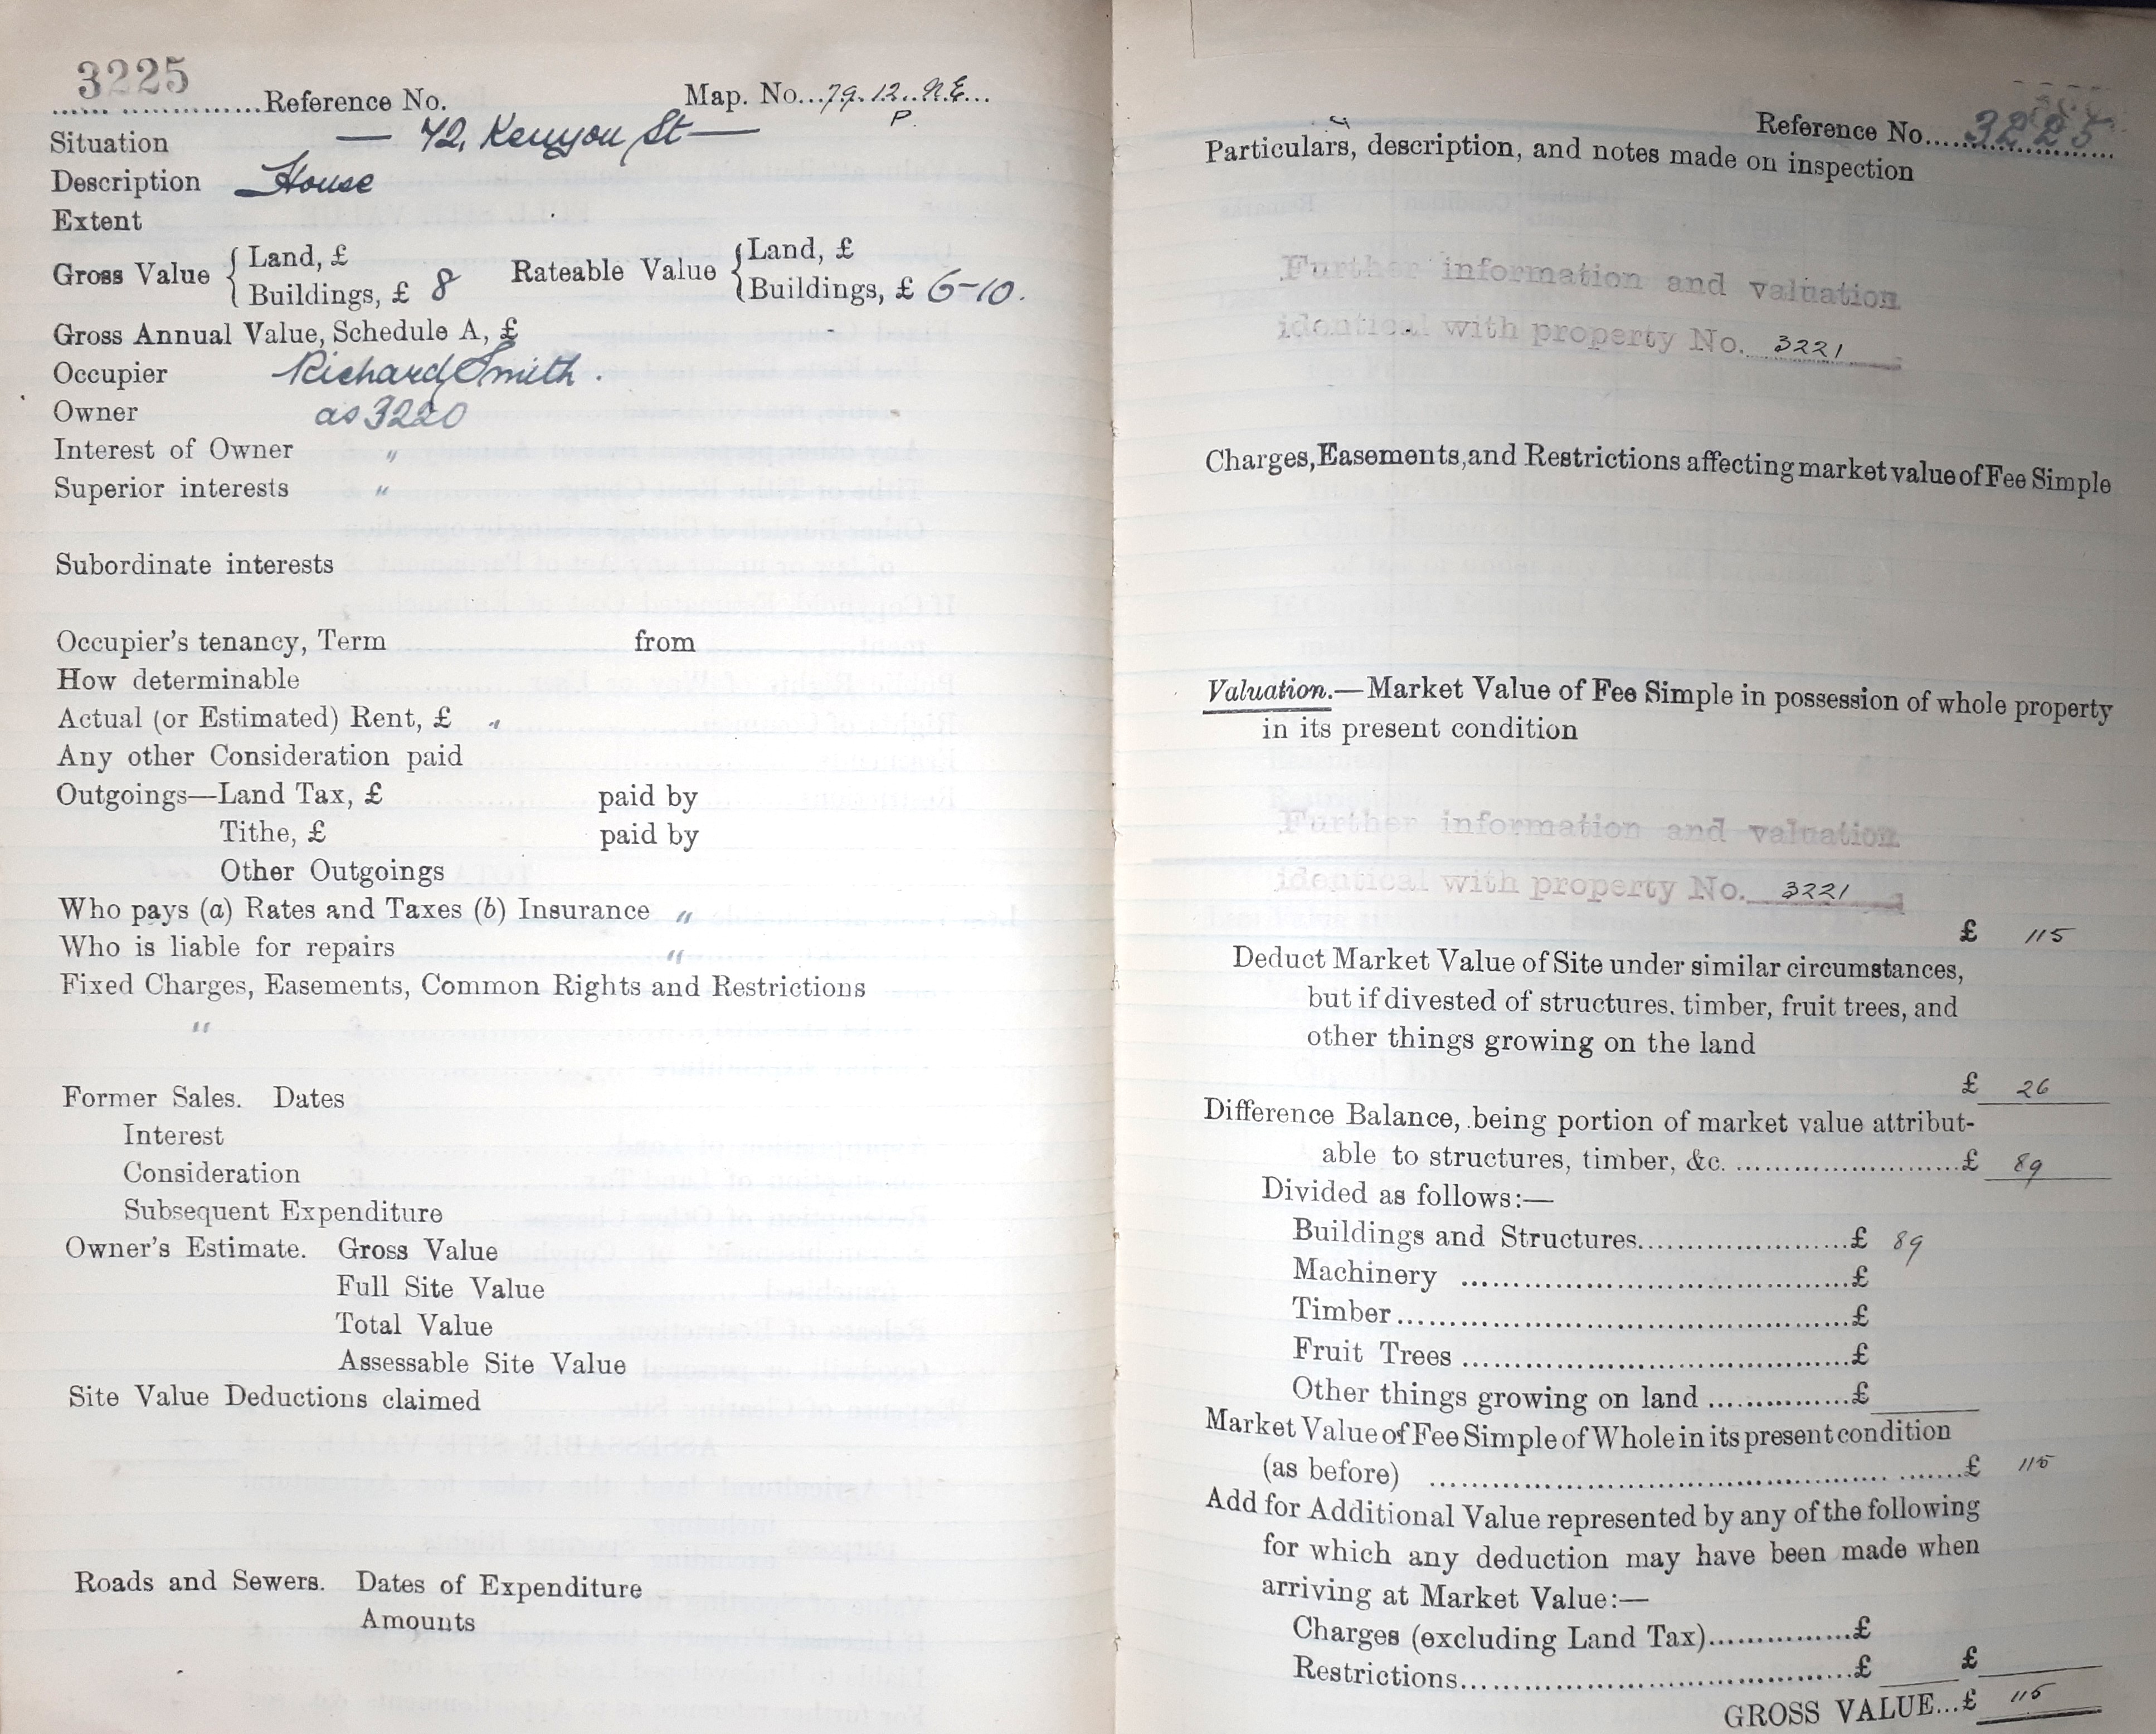 3225
Reference No. Map. No...79.12.N.E...
P.
Situation — 42, Kenyon St —
Description House
Extent
Gross Value { Land, £ Rateable Value { Land, £
Buildings, £ 8 Buildings, £ 6-10.
Gross Annual Value, Schedule A, £
Occupier Richard Smith.
Owner as 3220
Interest of Owner "
Superior interests "
Subordinate interests
Occupier's tenancy, Term from
How determinable
Actual (or Estimated) Rent, £ "
Any other Consideration paid
Outgoings—Land Tax, £ paid by
Tithe, £ paid by
Other Outgoings
Who pays (a) Rates and Taxes (b) Insurance "
Who is liable for repairs "
Fixed Charges, Easements, Common Rights and Restrictions
"
Former Sales. Dates
Interest
Consideration
Subsequent Expenditure
Owner's Estimate. Gross Value
Full Site Value
Total Value
Assessable Site Value
Site Value Deductions claimed
Roads and Sewers. Dates of Expenditure
Amounts
Reference No. 3225
Particulars, description, and notes made on inspection
Further information and valuation
identical with property No. 3221
Charges, Easements, and Restrictions affecting market value of Fee Simple
Valuation.—Market Value of Fee Simple in possession of whole property
in its present condition
Further information and valuation
identical with property No. 3221
£ 115
Deduct Market Value of Site under similar circumstances,
but if divested of structures, timber, fruit trees, and
other things growing on the land
£ 26
Difference Balance, being portion of market value attribut-
able to structures, timber, &c. £ 89
Divided as follows:—
Buildings and Structures £ 89
Machinery £
Timber £
Fruit Trees £
Other things growing on land £
Market Value of Fee Simple of Whole in its present condition
(as before) £ 115
Add for Additional Value represented by any of the following
for which any deduction may have been made when
arriving at Market Value:—
Charges (excluding Land Tax) £
Restrictions £ £
GROSS VALUE...£ 115